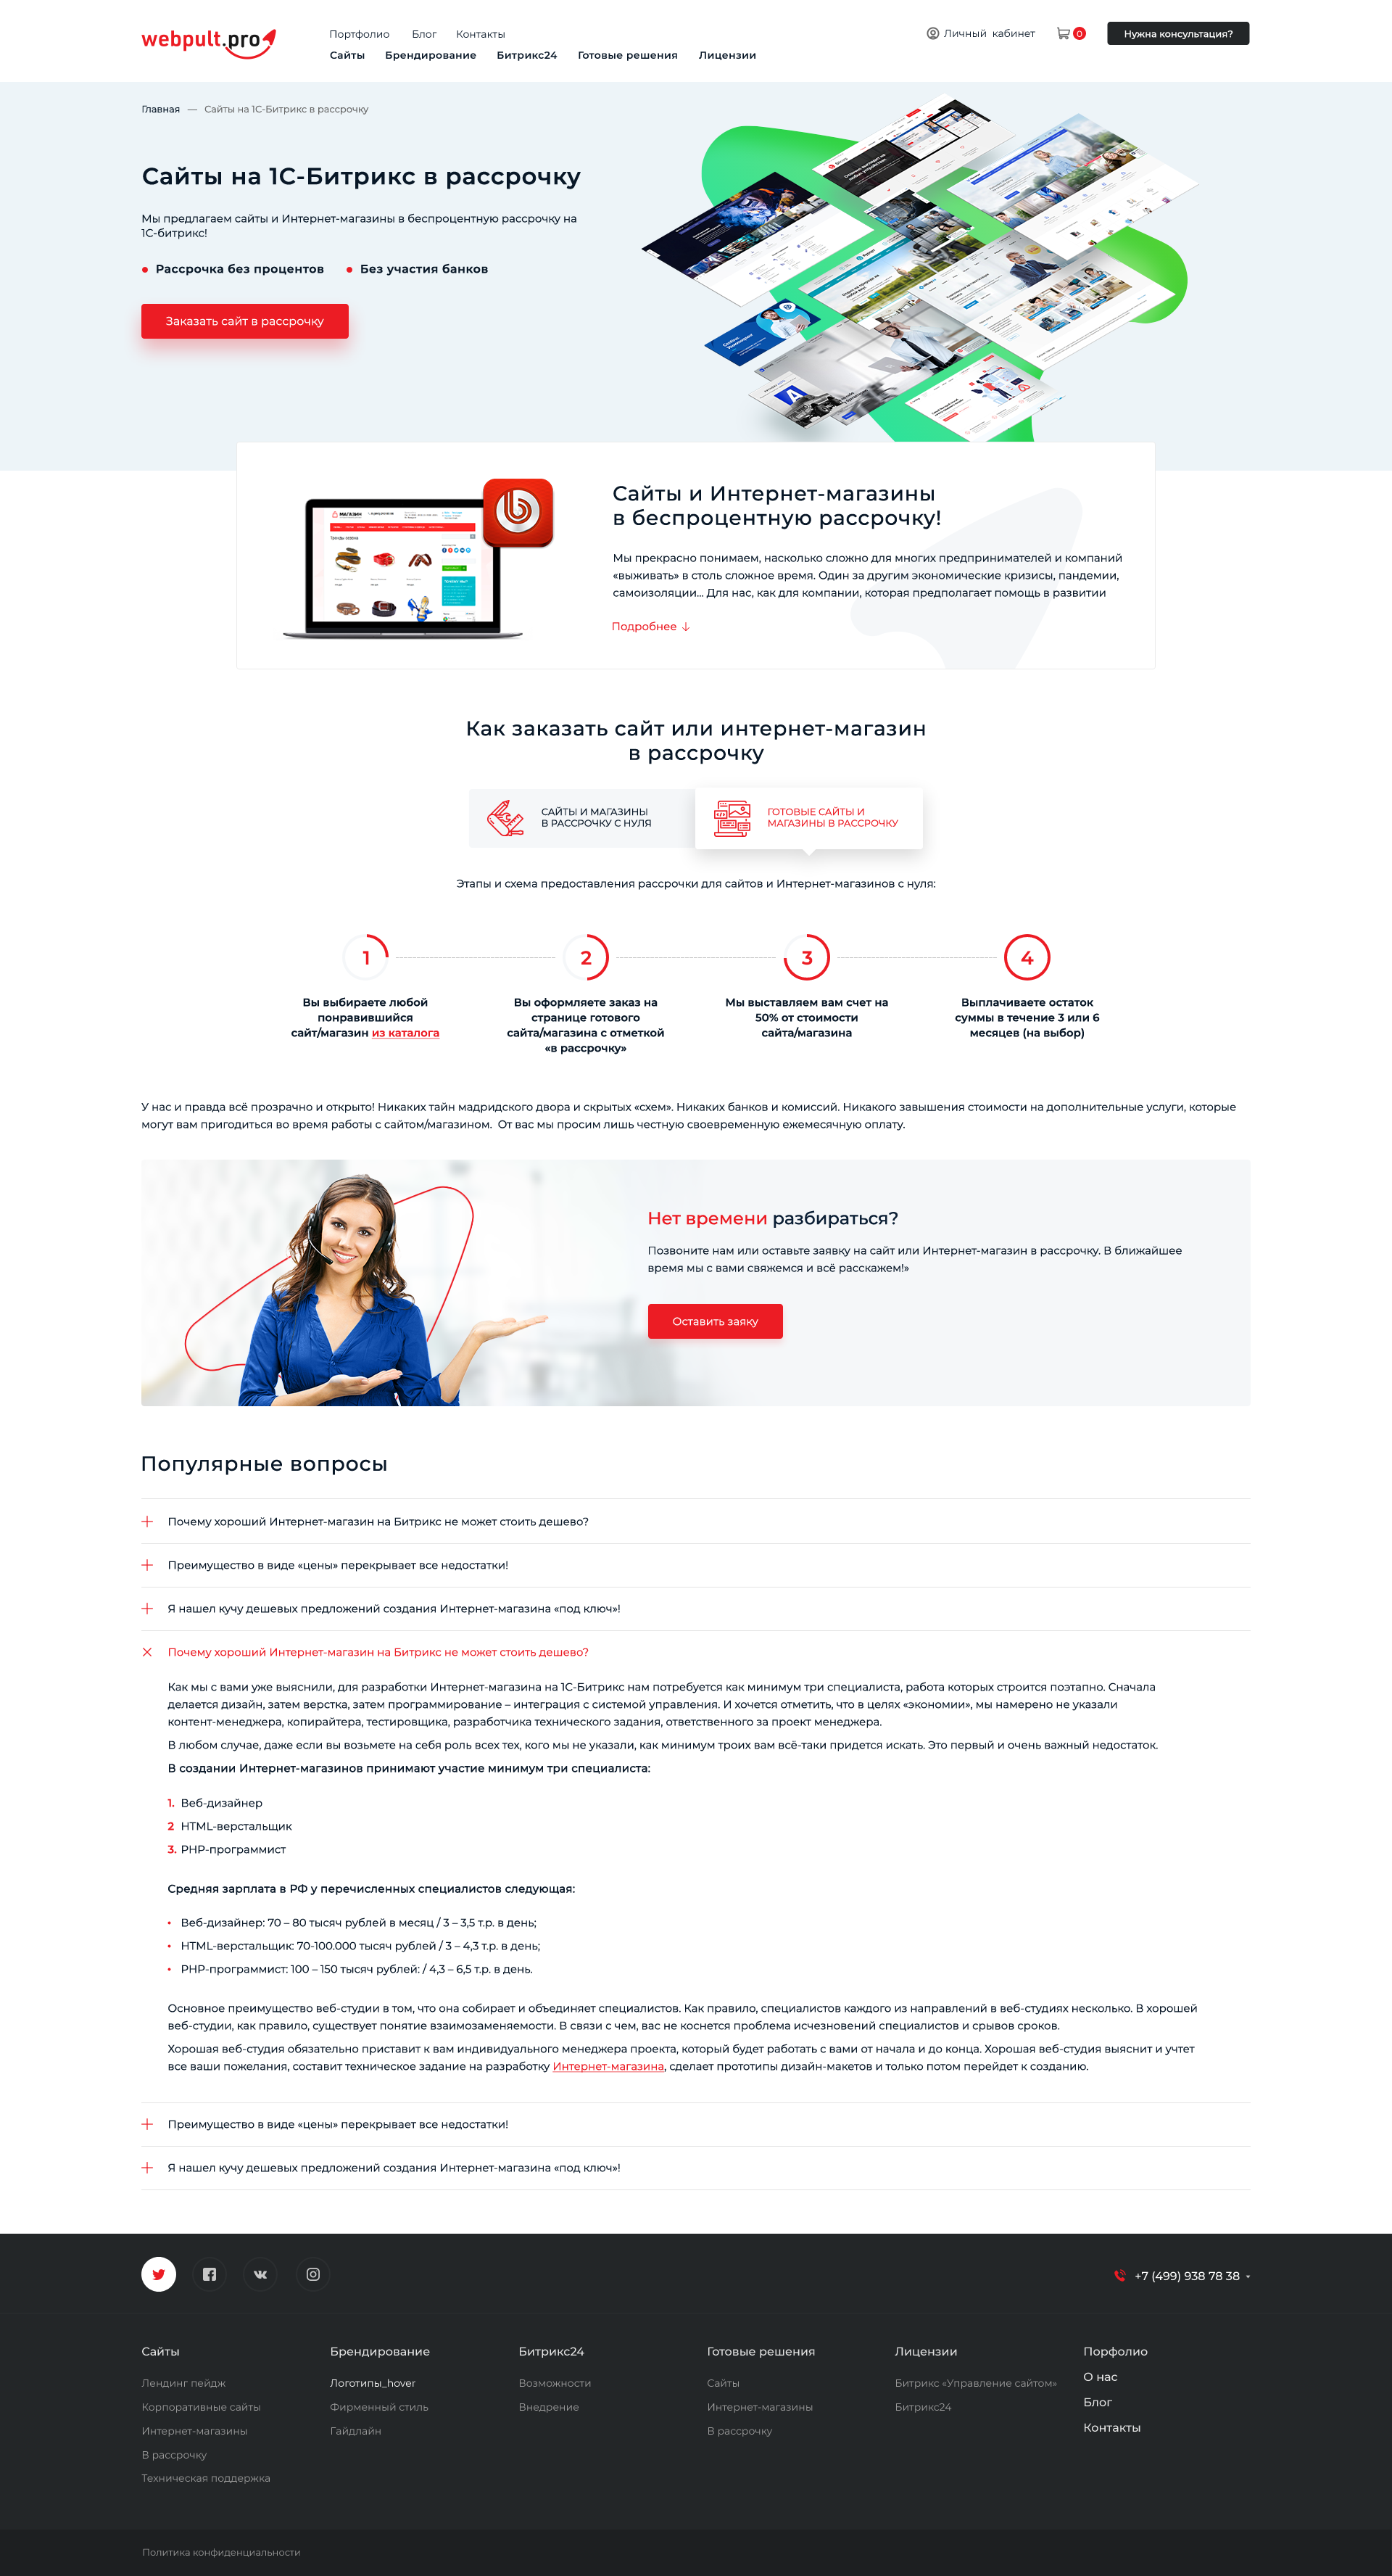 webpult.pro
Портфолио Блог Контакты
Личный кабинет 0 Нужна консультация?
Сайты Брендирование Битрикс24 Готовые решения Лицензии
Главная — Сайты на 1С-Битрикс в рассрочку
Сайты на 1С-Битрикс в рассрочку
Мы предлагаем сайты и Интернет-магазины в беспроцентную рассрочку на
1С-битрикс!
Рассрочка без процентов Без участия банков
Заказать сайт в рассрочку
МАГАЗИН
Сайты и Интернет-магазины
в беспроцентную рассрочку!
Мы прекрасно понимаем, насколько сложно для многих предпринимателей и компаний
«выживать» в столь сложное время. Один за другим экономические кризисы, пандемии,
самоизоляции... Для нас, как для компании, которая предполагает помощь в развитии
Подробнее ↓
Как заказать сайт или интернет-магазин
в рассрочку
САЙТЫ И МАГАЗИНЫ
В РАССРОЧКУ С НУЛЯ
ГОТОВЫЕ САЙТЫ И
МАГАЗИНЫ В РАССРОЧКУ
Этапы и схема предоставления рассрочки для сайтов и Интернет-магазинов с нуля:
1
Вы выбираете любой
понравившийся
сайт/магазин из каталога
2
Вы оформляете заказ на
странице готового
сайта/магазина с отметкой
«в рассрочку»
3
Мы выставляем вам счет на
50% от стоимости
сайта/магазина
4
Выплачиваете остаток
суммы в течение 3 или 6
месяцев (на выбор)
У нас и правда всё прозрачно и открыто! Никаких тайн мадридского двора и скрытых «схем». Никаких банков и комиссий. Никакого завышения стоимости на дополнительные услуги, которые
могут вам пригодиться во время работы с сайтом/магазином. От вас мы просим лишь честную своевременную ежемесячную оплату.
Нет времени разбираться?
Позвоните нам или оставьте заявку на сайт или Интернет-магазин в рассрочку. В ближайшее
время мы с вами свяжемся и всё расскажем!»
Оставить заяку
Популярные вопросы
Почему хороший Интернет-магазин на Битрикс не может стоить дешево?
Преимущество в виде «цены» перекрывает все недостатки!
Я нашел кучу дешевых предложений создания Интернет-магазина «под ключ»!
Почему хороший Интернет-магазин на Битрикс не может стоить дешево?
Как мы с вами уже выяснили, для разработки Интернет-магазина на 1С-Битрикс нам потребуется как минимум три специалиста, работа которых строится поэтапно. Сначала
делается дизайн, затем верстка, затем программирование – интеграция с системой управления. И хочется отметить, что в целях «экономии», мы намерено не указали
контент-менеджера, копирайтера, тестировщика, разработчика технического задания, ответственного за проект менеджера.
В любом случае, даже если вы возьмете на себя роль всех тех, кого мы не указали, как минимум троих вам всё-таки придется искать. Это первый и очень важный недостаток.
В создании Интернет-магазинов принимают участие минимум три специалиста:
1. Веб-дизайнер
2 HTML-верстальщик
3. PHP-программист
Средняя зарплата в РФ у перечисленных специалистов следующая:
• Веб-дизайнер: 70 – 80 тысяч рублей в месяц / 3 – 3,5 т.р. в день;
• HTML-верстальщик: 70-100.000 тысяч рублей / 3 – 4,3 т.р. в день;
• PHP-программист: 100 – 150 тысяч рублей: / 4,3 – 6,5 т.р. в день.
Основное преимущество веб-студии в том, что она собирает и объединяет специалистов. Как правило, специалистов каждого из направлений в веб-студиях несколько. В хорошей
веб-студии, как правило, существует понятие взаимозаменяемости. В связи с чем, вас не коснется проблема исчезновений специалистов и срывов сроков.
Хорошая веб-студия обязательно приставит к вам индивидуального менеджера проекта, который будет работать с вами от начала и до конца. Хорошая веб-студия выяснит и учтет
все ваши пожелания, составит техническое задание на разработку Интернет-магазина, сделает прототипы дизайн-макетов и только потом перейдет к созданию.
Преимущество в виде «цены» перекрывает все недостатки!
Я нашел кучу дешевых предложений создания Интернет-магазина «под ключ»!
+7 (499) 938 78 38
Сайты
Лендинг пейдж
Корпоративные сайты
Интернет-магазины
В рассрочку
Техническая поддержка
Брендирование
Логотипы_hover
Фирменный стиль
Гайдлайн
Битрикс24
Возможности
Внедрение
Готовые решения
Сайты
Интернет-магазины
В рассрочку
Лицензии
Битрикс «Управление сайтом»
Битрикс24
Порфолио
О нас
Блог
Контакты
Политика конфиденциальности